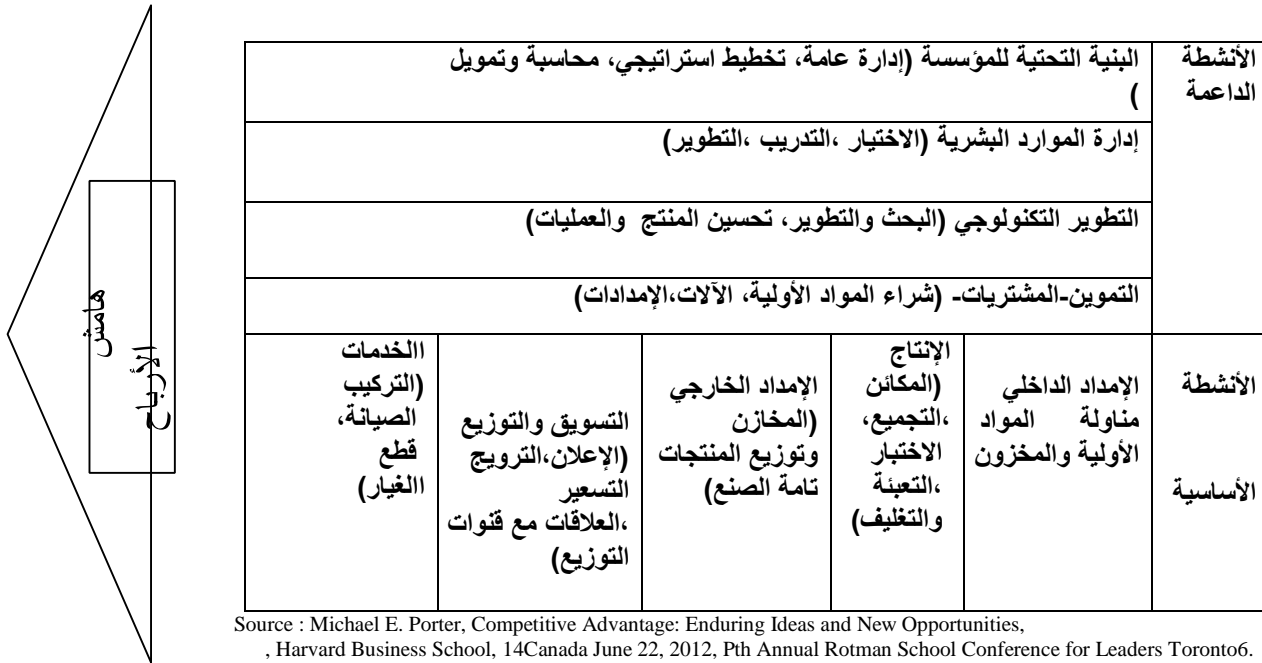 الأنشطة
الداعمة
البنية التحتية للمؤسسة (إدارة عامة، تخطيط استراتيجي، محاسبة وتمويل
)
إدارة الموارد البشرية (الاختيار ،التدريب ،التطوير)
التطوير التكنولوجي (البحث والتطوير، تحسين المنتج والعمليات)
التموين-المشتريات- (شراء المواد الأولية، الآلات،الإمدادات)
الأنشطة
الأساسية
الإمداد الداخلي
مناولة المواد
الأولية والمخزون
الإنتاج
(المكائن
،التجميع،
الاختبار
،التعبئة
والتغليف)
الإمداد الخارجي
(المخازن
وتوزيع المنتجات
تامة الصنع)
التسويق والتوزيع
(الإعلان،الترويج
التسعير
،العلاقات مع قنوات
التوزيع)
االخدمات
(التركيب
الصيانة،
قطع
االغيار)
هامش
الأرباح
Source : Michael E. Porter, Competitive Advantage: Enduring Ideas and New Opportunities,
, Harvard Business School, 14Canada June 22, 2012, Pth Annual Rotman School Conference for Leaders Toronto6.